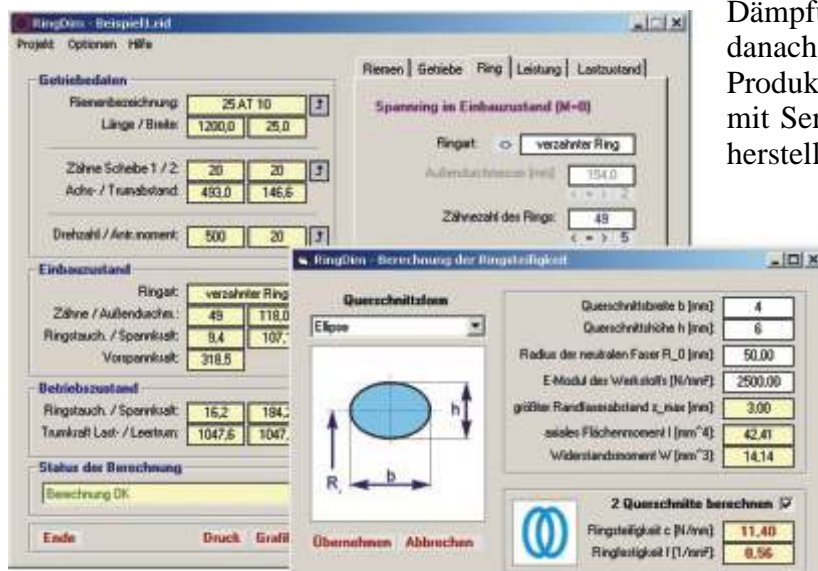 RingDim - Beispiel1.eid
Projekt Optionen Hilfe
Getriebedaten
Riemenbezeichnung: 25 AT 10
Länge / Breite: 1200,0 25,0
Zähne Scheibe 1 / 2: 20 20
Achs- / Trumabstand: 493,0 146,6
Drehzahl / Antr.moment: 500 20
Einbauzustand
Ringart: verzahnter Ring
Zähne / Außendurchm.: 49 118,0
Ringstauch. / Spannkraft: 9,4 107,
Vorspannkraft: 318,5
Betriebszustand
Ringstauch. / Spannkraft: 16,2 184,
Trumkraft Last- / Leertrum: 1047,6 1047,
Status der Berechnung
Berechnung OK
Ende Druck Grafik
Riemen Getriebe Ring Leistung Lastzustand
Spannring im Einbauzustand (M=0)
Ringart: verzahnter Ring
Außendurchmesser [mm]: 154,0
< = > 2
Zähnezahl des Rings: 49
< = > 5
RingDim - Berechnung der Ringsteifigkeit
Querschnittsform
Ellipse
h
b
R
Übernehmen Abbrechen
Querschnittsbreite b [mm]: 4
Querschnittshöhe h [mm]: 6
Radius der neutralen Faser R_0 [mm]: 50,00
E-Modul des Werkstoffs [N/mm²]: 2500,00
größter Randfaserabstand z_max [mm]: 3,00
axiales Flächenmoment I [mm^4]: 42,41
Widerstandsmoment W [mm^3]: 14,14
2 Querschnitte berechnen
Ringsteifigkeit c [N/mm]: 11,40
Ringfestigkeit f [1/mm²]: 0,56
Dämpfu
danach
Produk
mit Ser
herstell